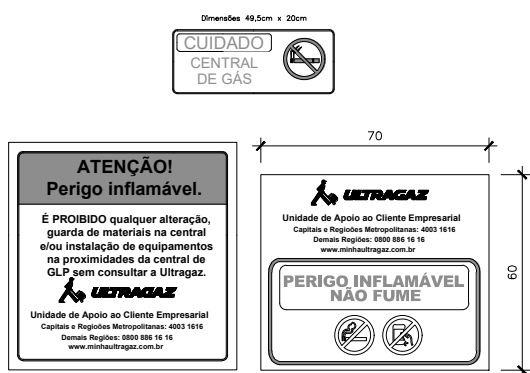 Dimensões 49,5cm x 20cm
CUIDADO
CENTRAL
DE GÁS
70
ATENÇÃO!
Perigo inflamável.
É PROIBIDO qualquer alteração,
guarda de materiais na central
e/ou instalação de equipamentos
na proximidades da central de
GLP sem consultar a Ultragaz.
ULTRAGAZ
Unidade de Apoio ao Cliente Empresarial
Capitais e Regioões Metropolitanas: 4003 1616
Demais Regiões: 0800 886 16 16
www.minhaultragaz.com.br
ULTRAGAZ
Unidade de Apoio ao Cliente Empresarial
Capitais e Regiões Metropolitanas: 4003 1616
Demais Regiões: 0800 886 16 16
www.minhaultragaz.com.br
PERIGO INFLAMÁVEL
NÃO FUME
60